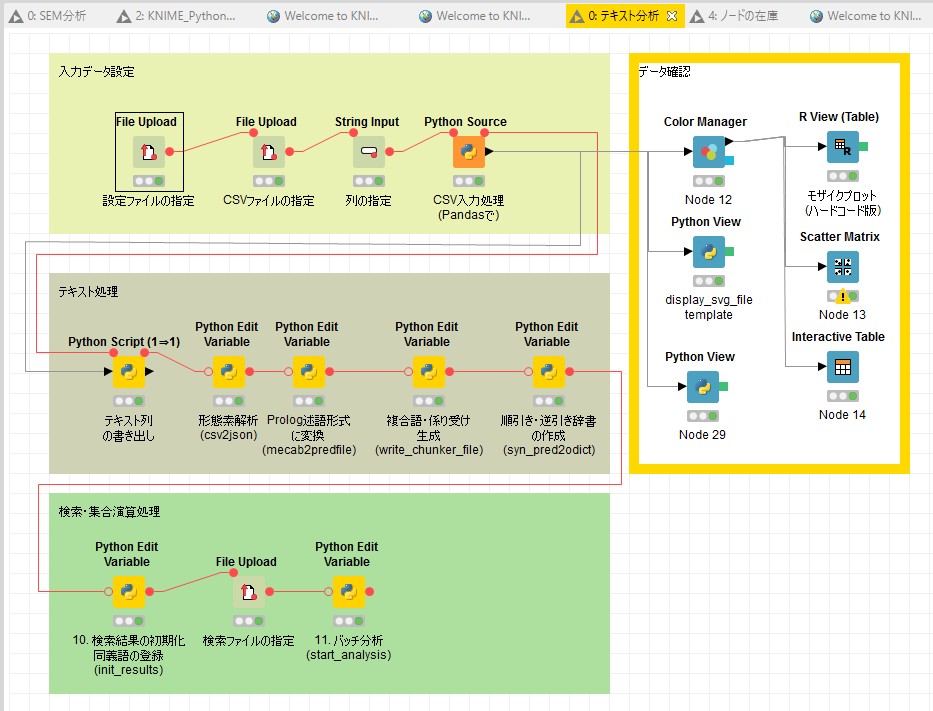 0: SEM分析
2: KNIME_Python...
Welcome to KNI...
Welcome to KNI...
0: テキスト分析
4: ノードの在庫
Welcome to KNI...
入力データ設定
File Upload
設定ファイルの指定
File Upload
CSVファイルの指定
String Input
列の指定
Python Source
CSV入力処理
(Pandasで)
データ確認
Color Manager
Node 12
R View (Table)
R
モザイクプロット
(ハードコード版)
Python View
display_svg_file
template
Scatter Matrix
Node 13
Python View
Node 29
Interactive Table
Node 14
テキスト処理
Python Script (1⇒1)
テキスト列
の書き出し
Python Edit
Variable
形態素解析
(csv2json)
Python Edit
Variable
Prolog述語形式
に変換
(mecab2predfile)
Python Edit
Variable
複合語・係り受け
生成
(write_chunker_file)
Python Edit
Variable
順引き・逆引き辞書
の作成
(syn_pred2odict)
検索・集合演算処理
Python Edit
Variable
10. 検索結果の初期化
同義語の登録
(init_results)
File Upload
検索ファイルの指定
Python Edit
Variable
11. バッチ分析
(start_analysis)